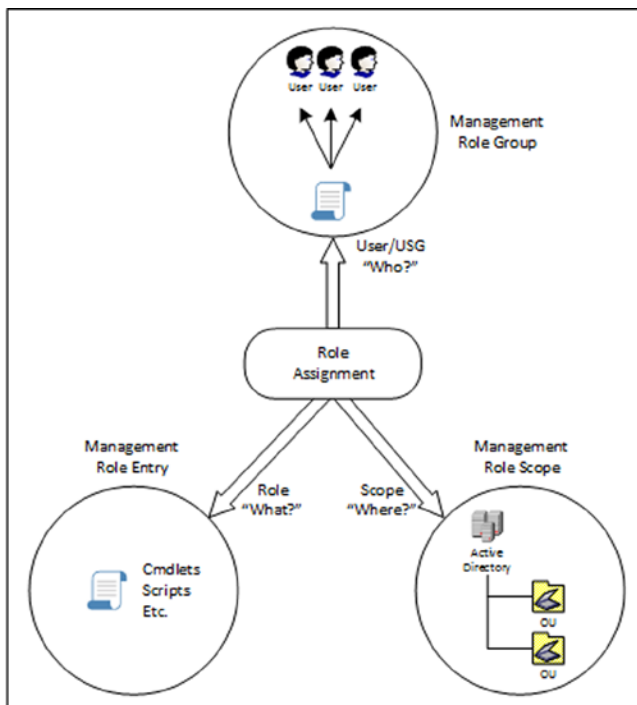 User User User
Management
Role Group
User/USG
“Who?”
Role
Assignment
Management
Role Entry
Management
Role Scope
Role
“What?”
Scope
“Where?”
Cmdlets
Scripts
Etc.
Active
Directory
OU
OU